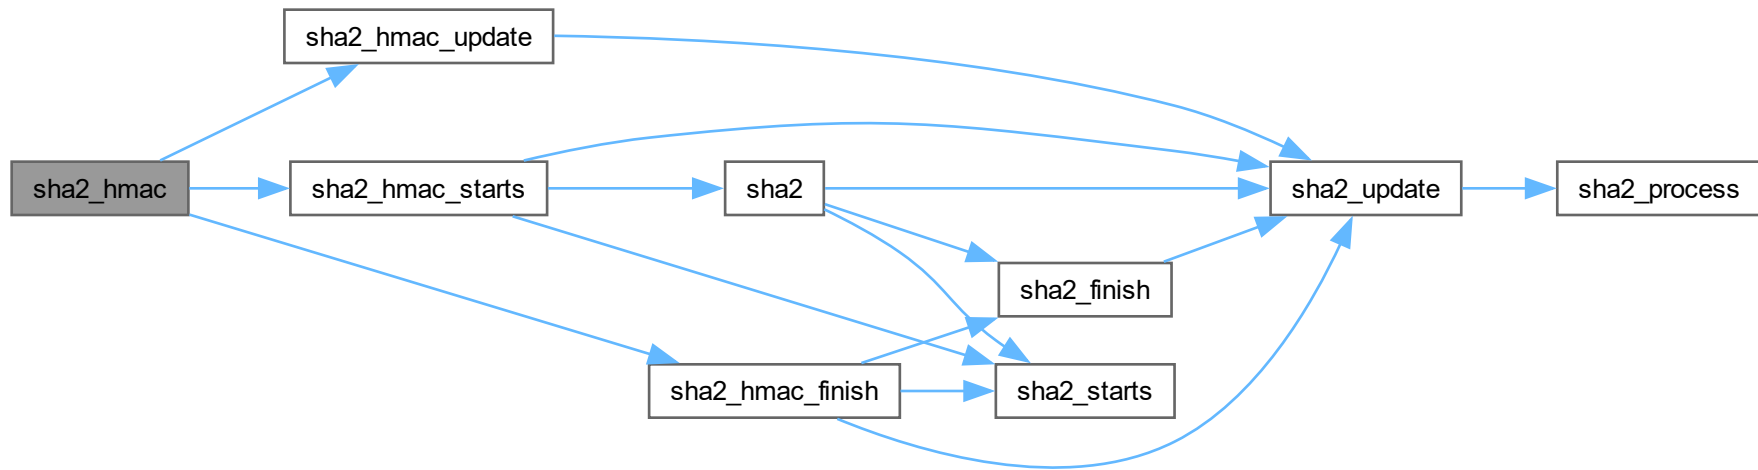 sha2_hmac_update
sha2_hmac
sha2_hmac_starts
sha2
sha2_update
sha2_process
sha2_finish
sha2_hmac_finish
sha2_starts